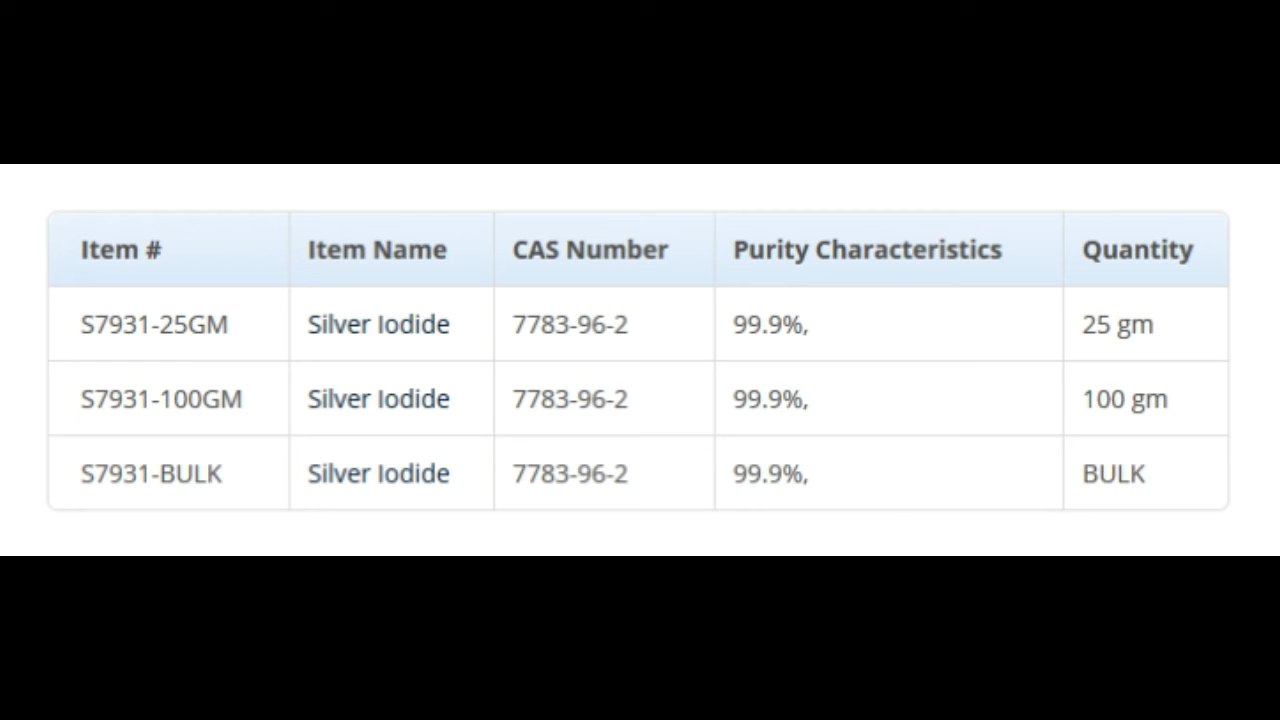 Item # Item Name CAS Number Purity Characteristics Quantity
S7931-25GM Silver Iodide 7783-96-2 99.9%, 25 gm
S7931-100GM Silver Iodide 7783-96-2 99.9%, 100 gm
S7931-BULK Silver Iodide 7783-96-2 99.9%, BULK